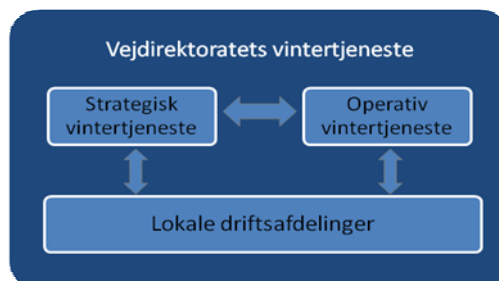 Vejdirektoratets vintertjeneste
Strategisk
vintertjeneste
Operativ
vintertjeneste
Lokale driftsafdelinger